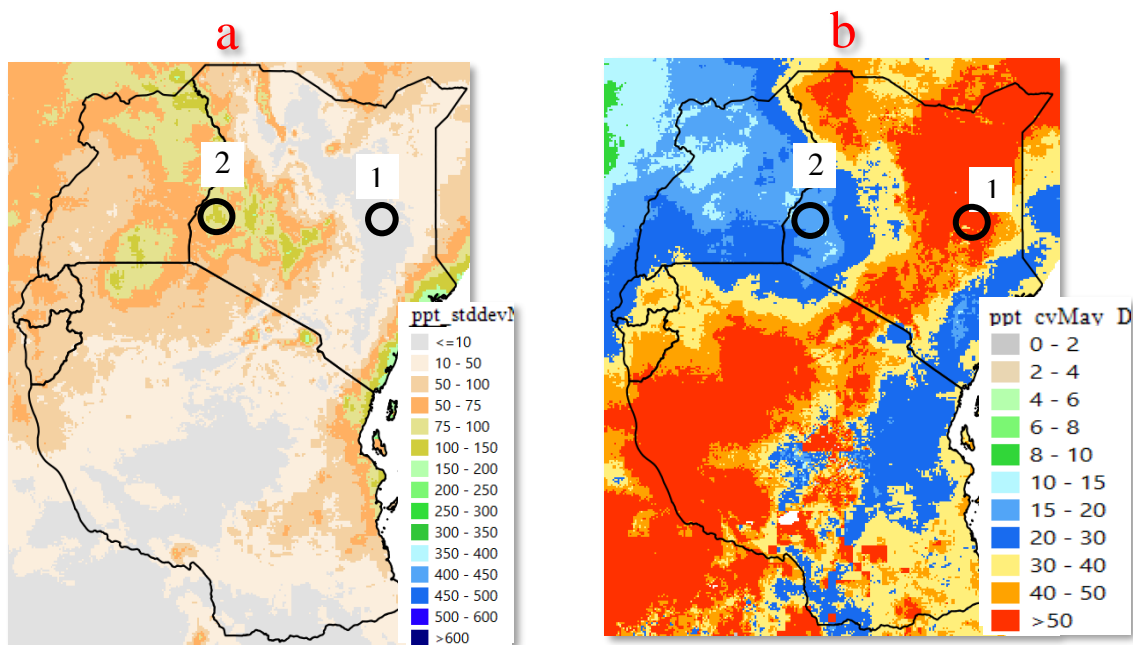 a
b
2
1
2
1
ppt_stddevM
<=10
10 - 50
50 - 100
50 - 75
75 - 100
100 - 150
150 - 200
200 - 250
250 - 300
300 - 350
350 - 400
400 - 450
450 - 500
500 - 600
>600
ppt_cvMay_D
0 - 2
2 - 4
4 - 6
6 - 8
8 - 10
10 - 15
15 - 20
20 - 30
30 - 40
40 - 50
>50